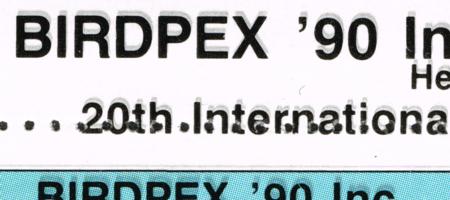 BIRDPEX '90 In
He
. . . . 20th Internationa
BIRDPEX '90 Inc